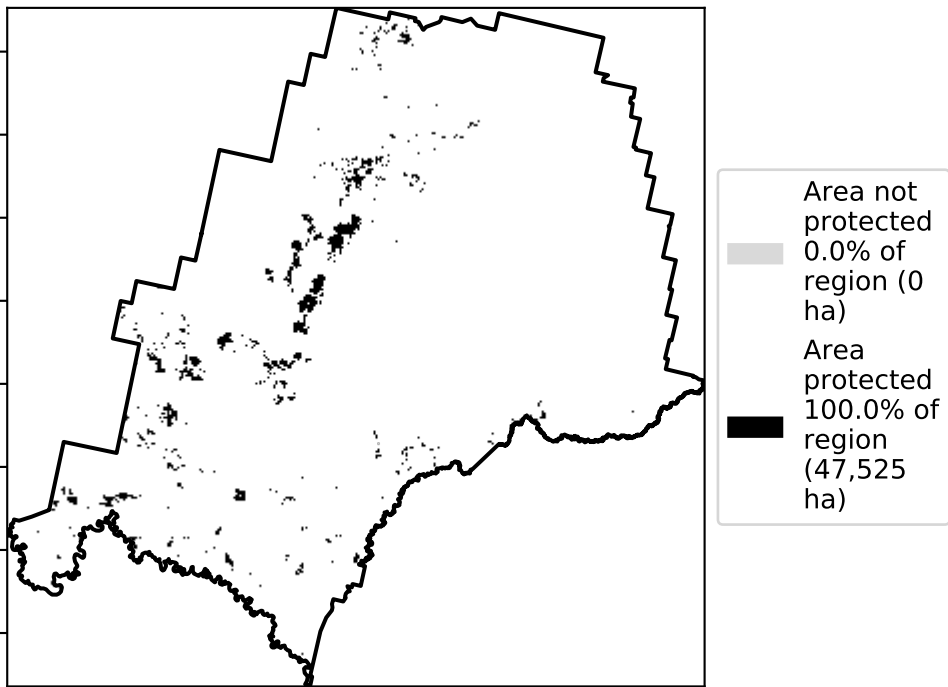 Area not
protected
0.0% of
region (0
ha)
Area
protected
100.0% of
region
(47,525
ha)